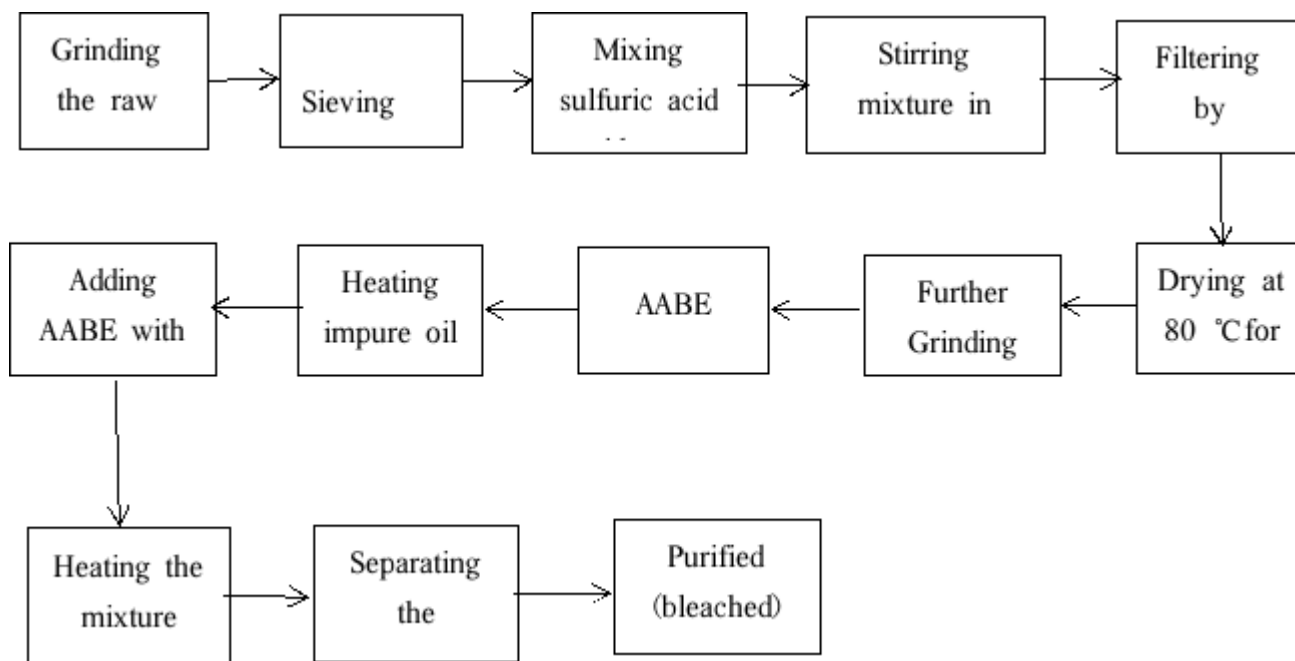 Grinding
the raw
Sieving
Mixing
sulfuric acid
Stirring
mixture in
Filtering
by
Drying at
80 ℃for
Further
Grinding
AABE
Heating
impure oil
Adding
AABE with
Heating the
mixture
Separating
the
Purified
(bleached)